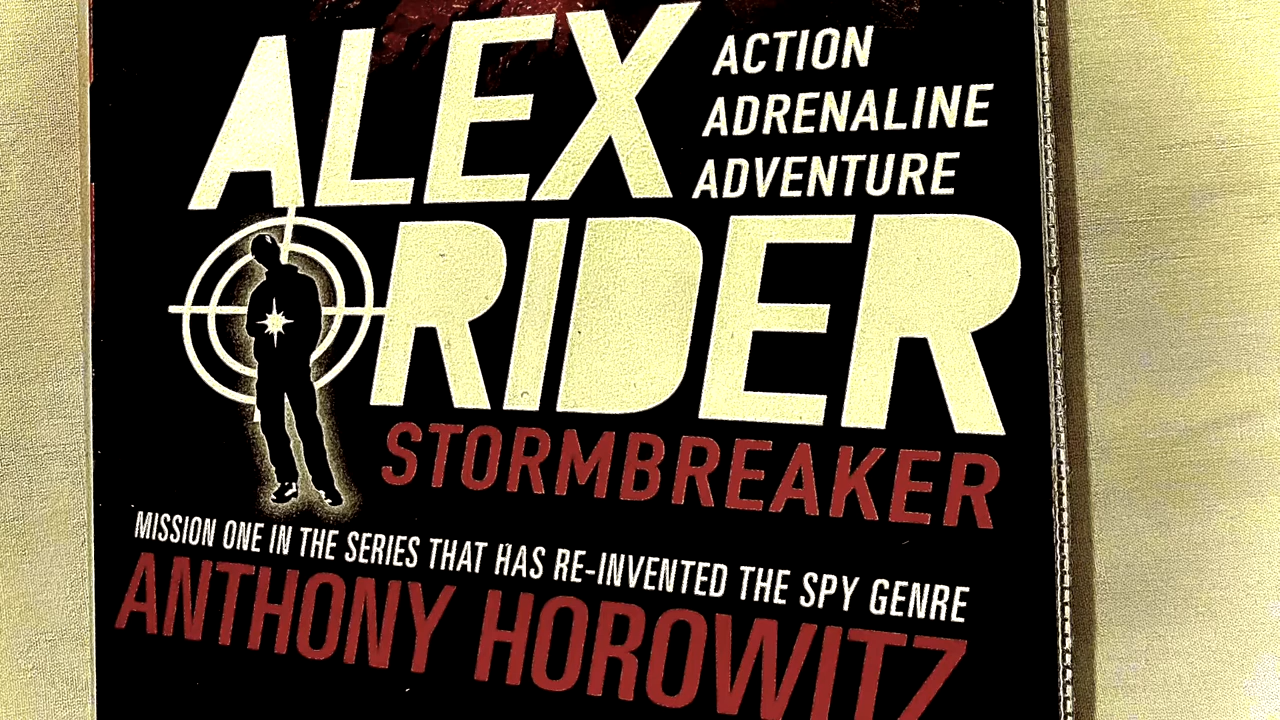 ALEX
ACTION
ADRENALINE
ADVENTURE
RIDER
STORMBREAKER
MISSION ONE IN THE SERIES THAT HAS RE-INVENTED THE SPY GENRE
ANTHONY HOROWITZ